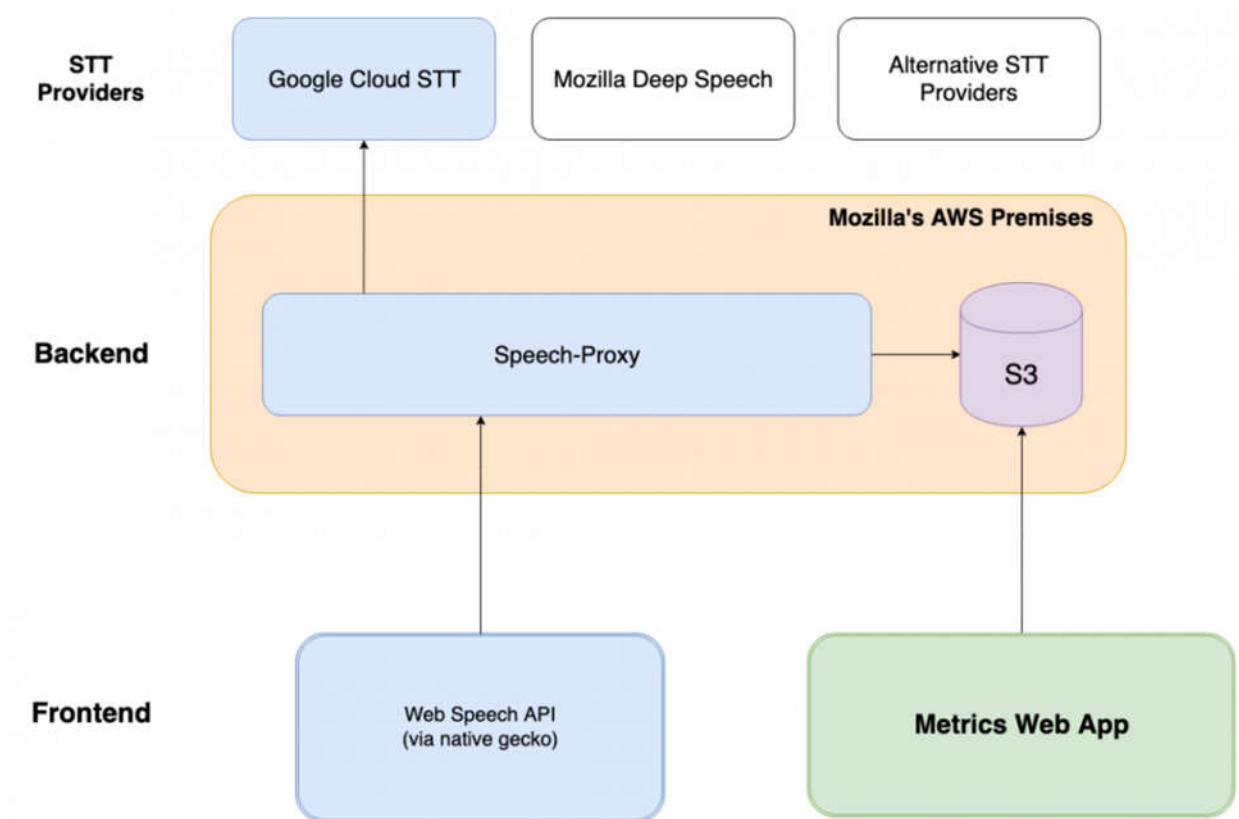 STT
Providers
Google Cloud STT
Mozilla Deep Speech
Alternative STT
Providers
Mozilla's AWS Premises
Backend
Speech-Proxy
S3
Frontend
Web Speech API
(via native gecko)
Metrics Web App